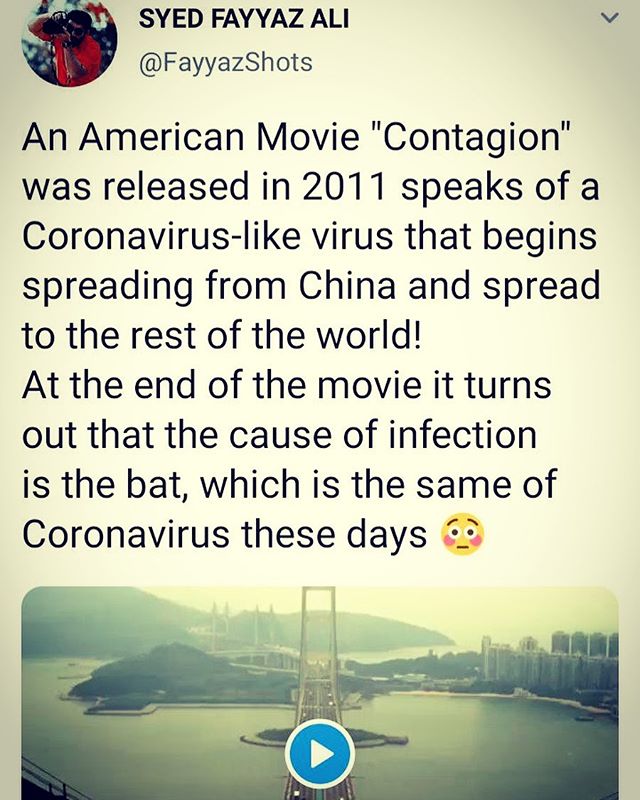 SYED FAYYAZ ALI
@FayyazShots
An American Movie "Contagion"
was released in 2011 speaks of a
Coronavirus-like virus that begins
spreading from China and spread
to the rest of the world!
At the end of the movie it turns
out that the cause of infection
is the bat, which is the same of
Coronavirus these days 😳